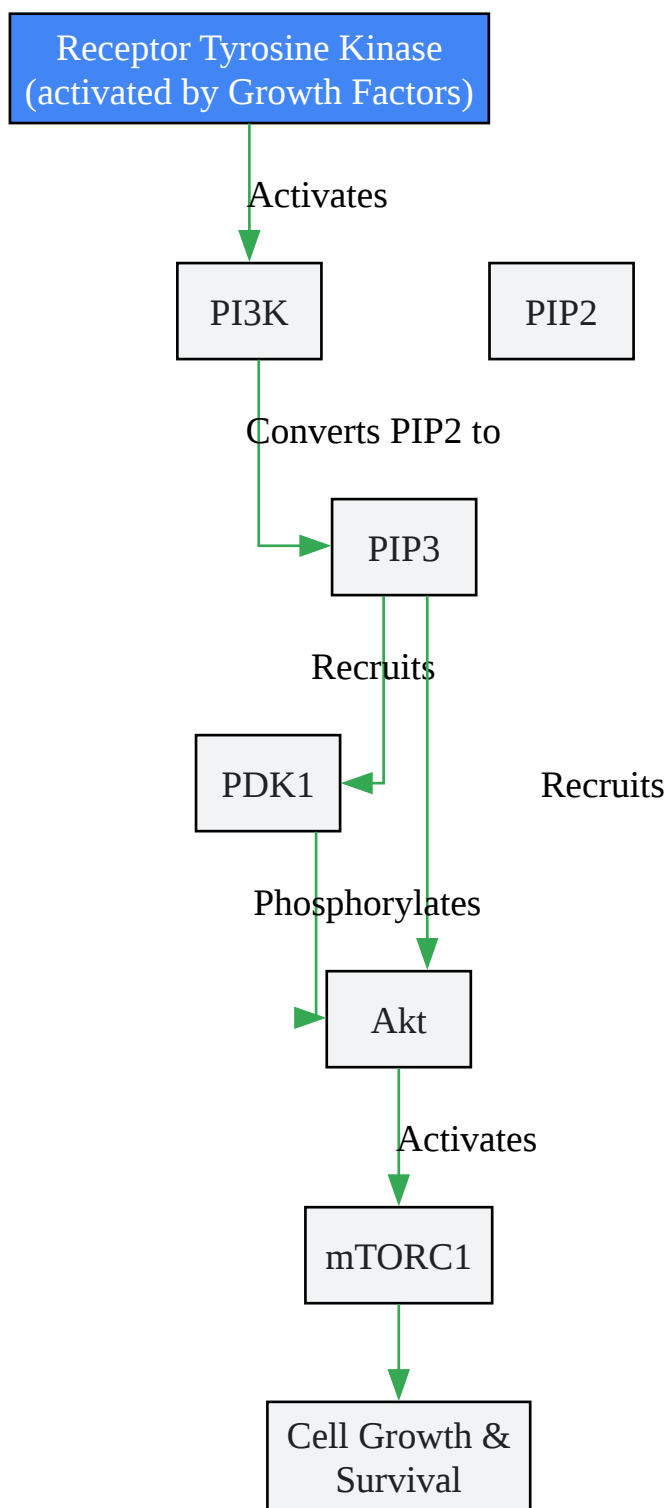 Receptor Tyrosine Kinase
(activated by Growth Factors)
Activates
PI3K
PIP2
Converts PIP2 to
PIP3
Recruits
PDK1
Recruits
Phosphorylates
Akt
Activates
mTORC1
Cell Growth &
Survival